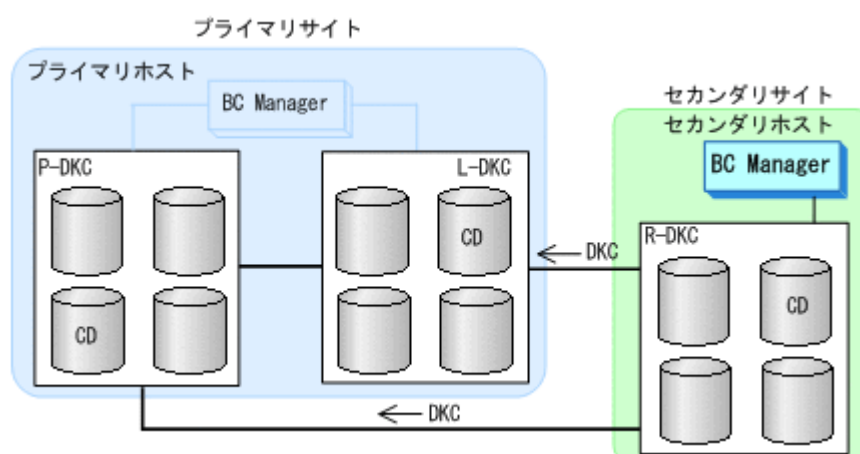 プライマリサイト
プライマリホスト
BC Manager
セカンダリサイト
セカンダリホスト
BC Manager
P-DKC
L-DKC
CD
R-DKC
DKC
CD
CD
DKC